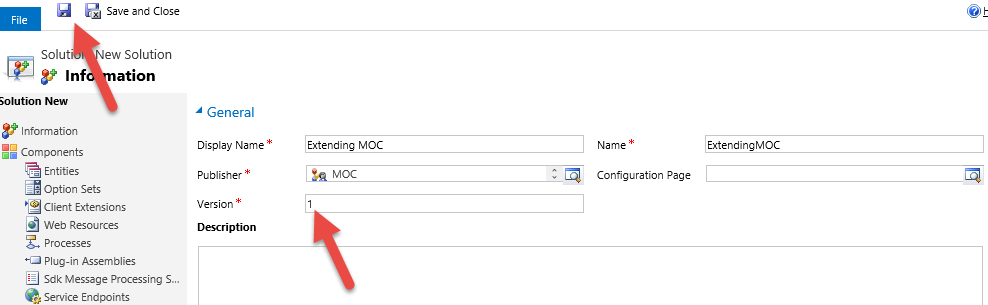 File
Save and Close
Solution: New Solution
Information
Solution New
Information
Components
Entities
Option Sets
Client Extensions
Web Resources
Processes
Plug-in Assemblies
Sdk Message Processing S...
Service Endpoints
General
Display Name * Extending MOC Name * ExtendingMOC
Publisher * MOC Configuration Page
Version * 1
Description